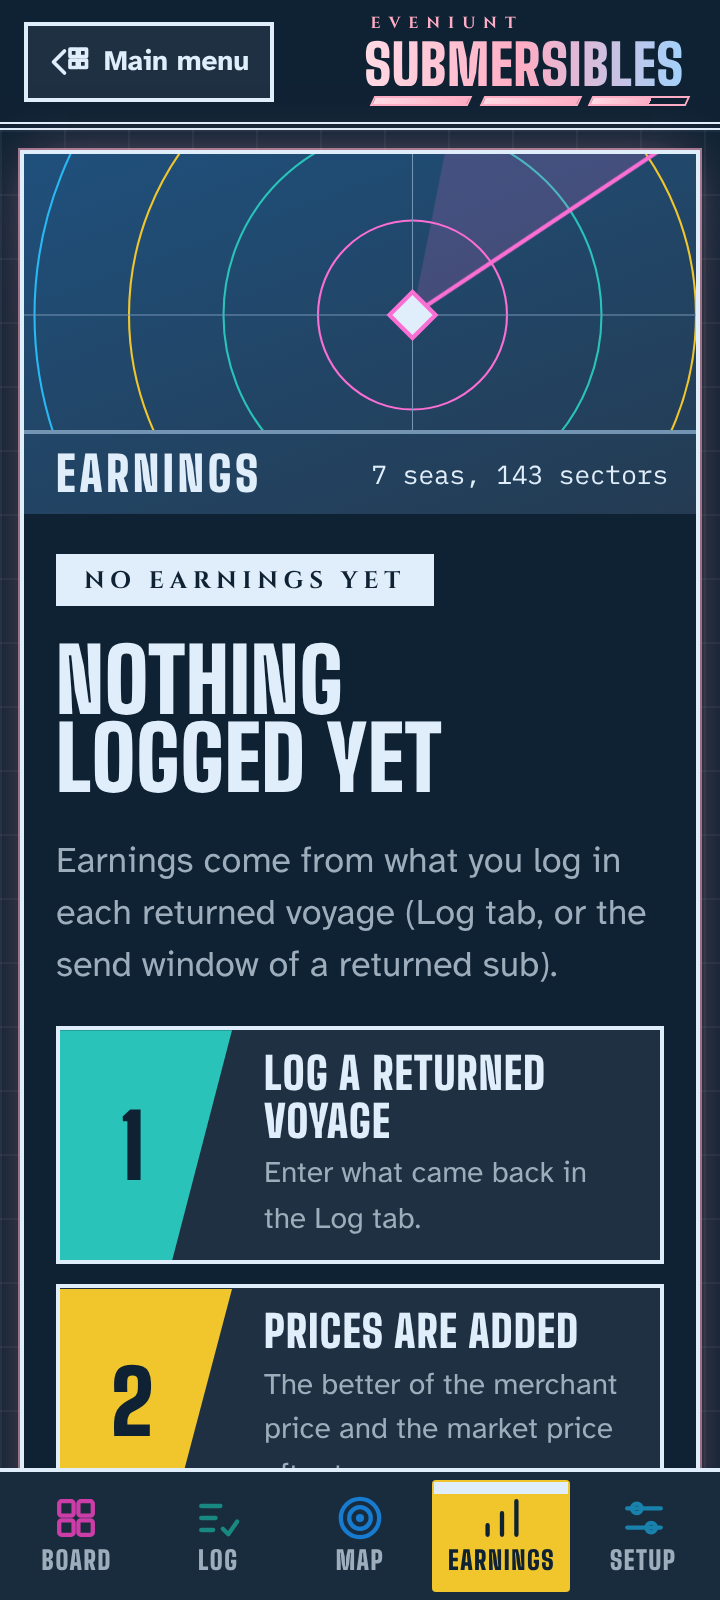 Main menu
EVENIUNT
SUBMERSIBLES
EARNINGS
7 seas, 143 sectors
NO EARNINGS YET
NOTHING
LOGGED YET
Earnings come from what you log in
each returned voyage (Log tab, or the
send window of a returned sub).
1
LOG A RETURNED
VOYAGE
Enter what came back in
the Log tab.
2
PRICES ARE ADDED
The better of the merchant
price and the market price
BOARD
LOG
MAP
EARNINGS
SETUP